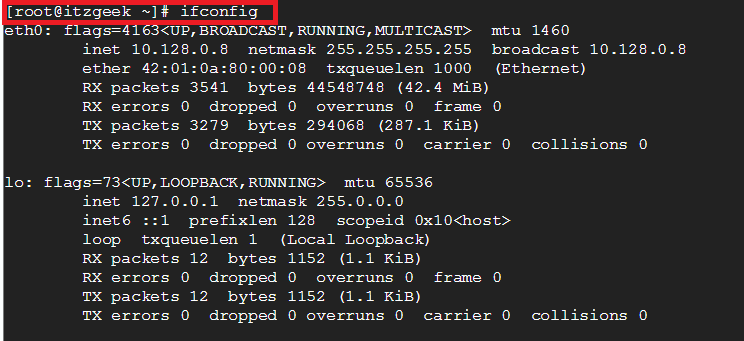 [root@itzgeek ~]# ifconfig
eth0: flags=4163<UP,BROADCAST,RUNNING,MULTICAST>  mtu 1460
        inet 10.128.0.8  netmask 255.255.255.255  broadcast 10.128.0.8
        ether 42:01:0a:80:00:08  txqueuelen 1000  (Ethernet)
        RX packets 3541  bytes 44548748 (42.4 MiB)
        RX errors 0  dropped 0  overruns 0  frame 0
        TX packets 3279  bytes 294068 (287.1 KiB)
        TX errors 0  dropped 0 overruns 0  carrier 0  collisions 0

lo: flags=73<UP,LOOPBACK,RUNNING>  mtu 65536
        inet 127.0.0.1  netmask 255.0.0.0
        inet6 ::1  prefixlen 128  scopeid 0x10<host>
        loop  txqueuelen 1  (Local Loopback)
        RX packets 12  bytes 1152 (1.1 KiB)
        RX errors 0  dropped 0  overruns 0  frame 0
        TX packets 12  bytes 1152 (1.1 KiB)
        TX errors 0  dropped 0 overruns 0  carrier 0  collisions 0